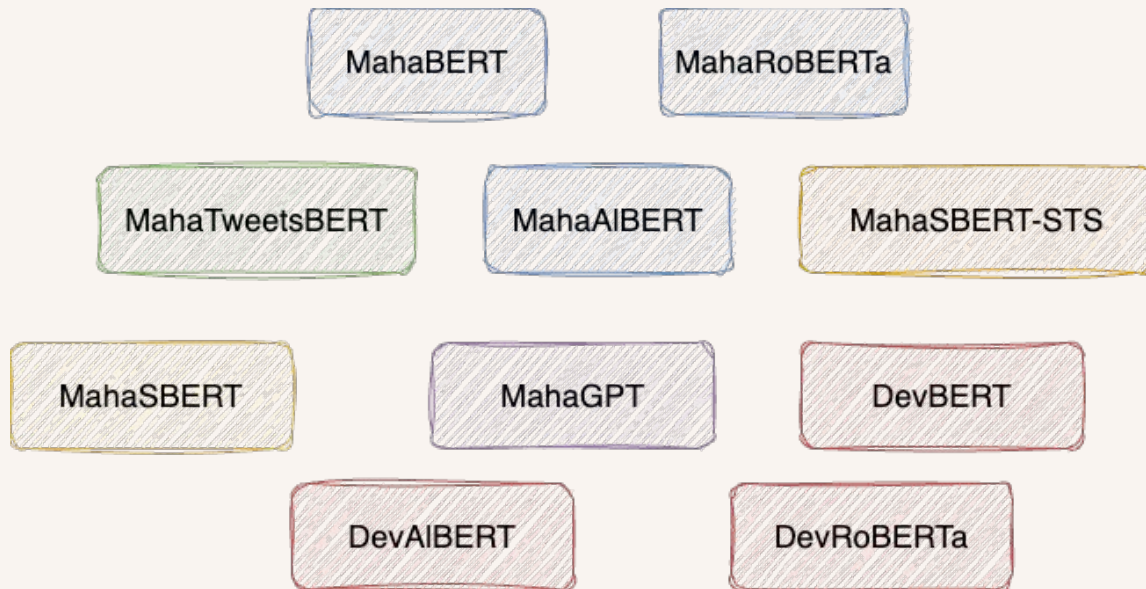 MahaBERT
MahaRoBERTa
MahaTweetsBERT
MahaAlBERT
MahaSBERT-STS
MahaSBERT
MahaGPT
DevBERT
DevAlBERT
DevRoBERTa